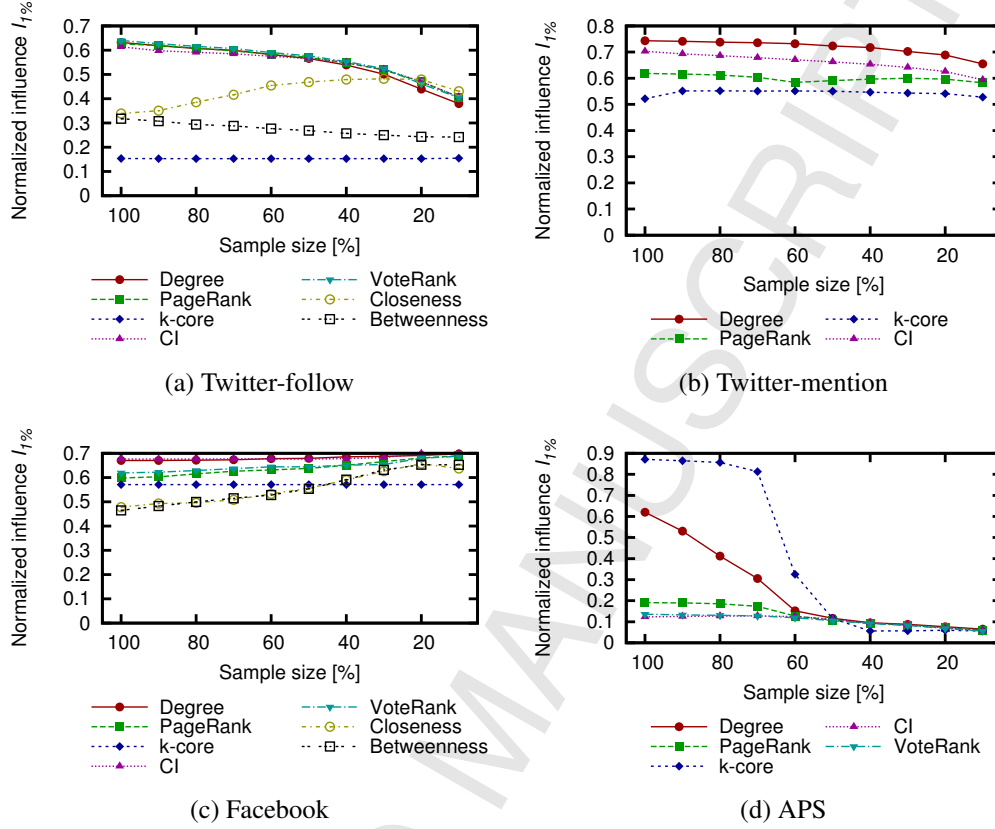 Normalized influence I1%
0.7
0.6
0.5
0.4
0.3
0.2
0.1
0
100 80 60 40 20
Sample size [%]
Degree VoteRank
PageRank Closeness
k-core Betweenness
CI
(a) Twitter-follow
Normalized influence I1%
0.8
0.7
0.6
0.5
0.4
0.3
0.2
0.1
0
100 80 60 40 20
Sample size [%]
Degree k-core
PageRank CI
(b) Twitter-mention
Normalized influence I1%
0.7
0.6
0.5
0.4
0.3
0.2
0.1
0
100 80 60 40 20
Sample size [%]
Degree VoteRank
PageRank Closeness
k-core Betweenness
CI
(c) Facebook
Normalized influence I1%
0.9
0.8
0.7
0.6
0.5
0.4
0.3
0.2
0.1
0
100 80 60 40 20
Sample size [%]
Degree CI
PageRank VoteRank
k-core
(d) APS
MANUSCRIPT